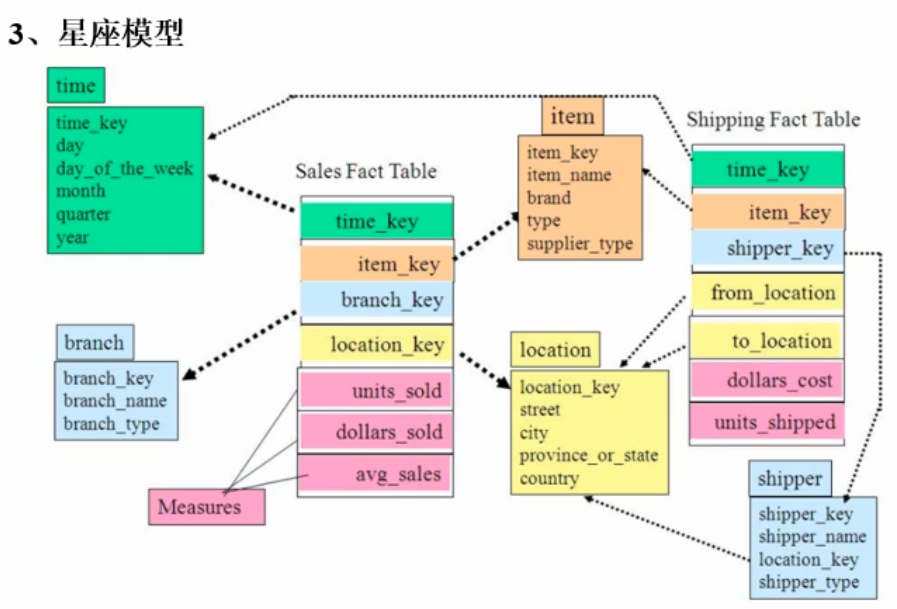 3、星座模型
time
time_key
day
day_of_the_week
month
quarter
year
Sales Fact Table
time_key
item_key
branch_key
location_key
units_sold
dollars_sold
avg_sales
Measures
branch
branch_key
branch_name
branch_type
item
item_key
item_name
brand
type
supplier_type
location
location_key
street
city
province_or_state
country
Shipping Fact Table
time_key
item_key
shipper_key
from_location
to_location
dollars_cost
units_shipped
shipper
shipper_key
shipper_name
location_key
shipper_type